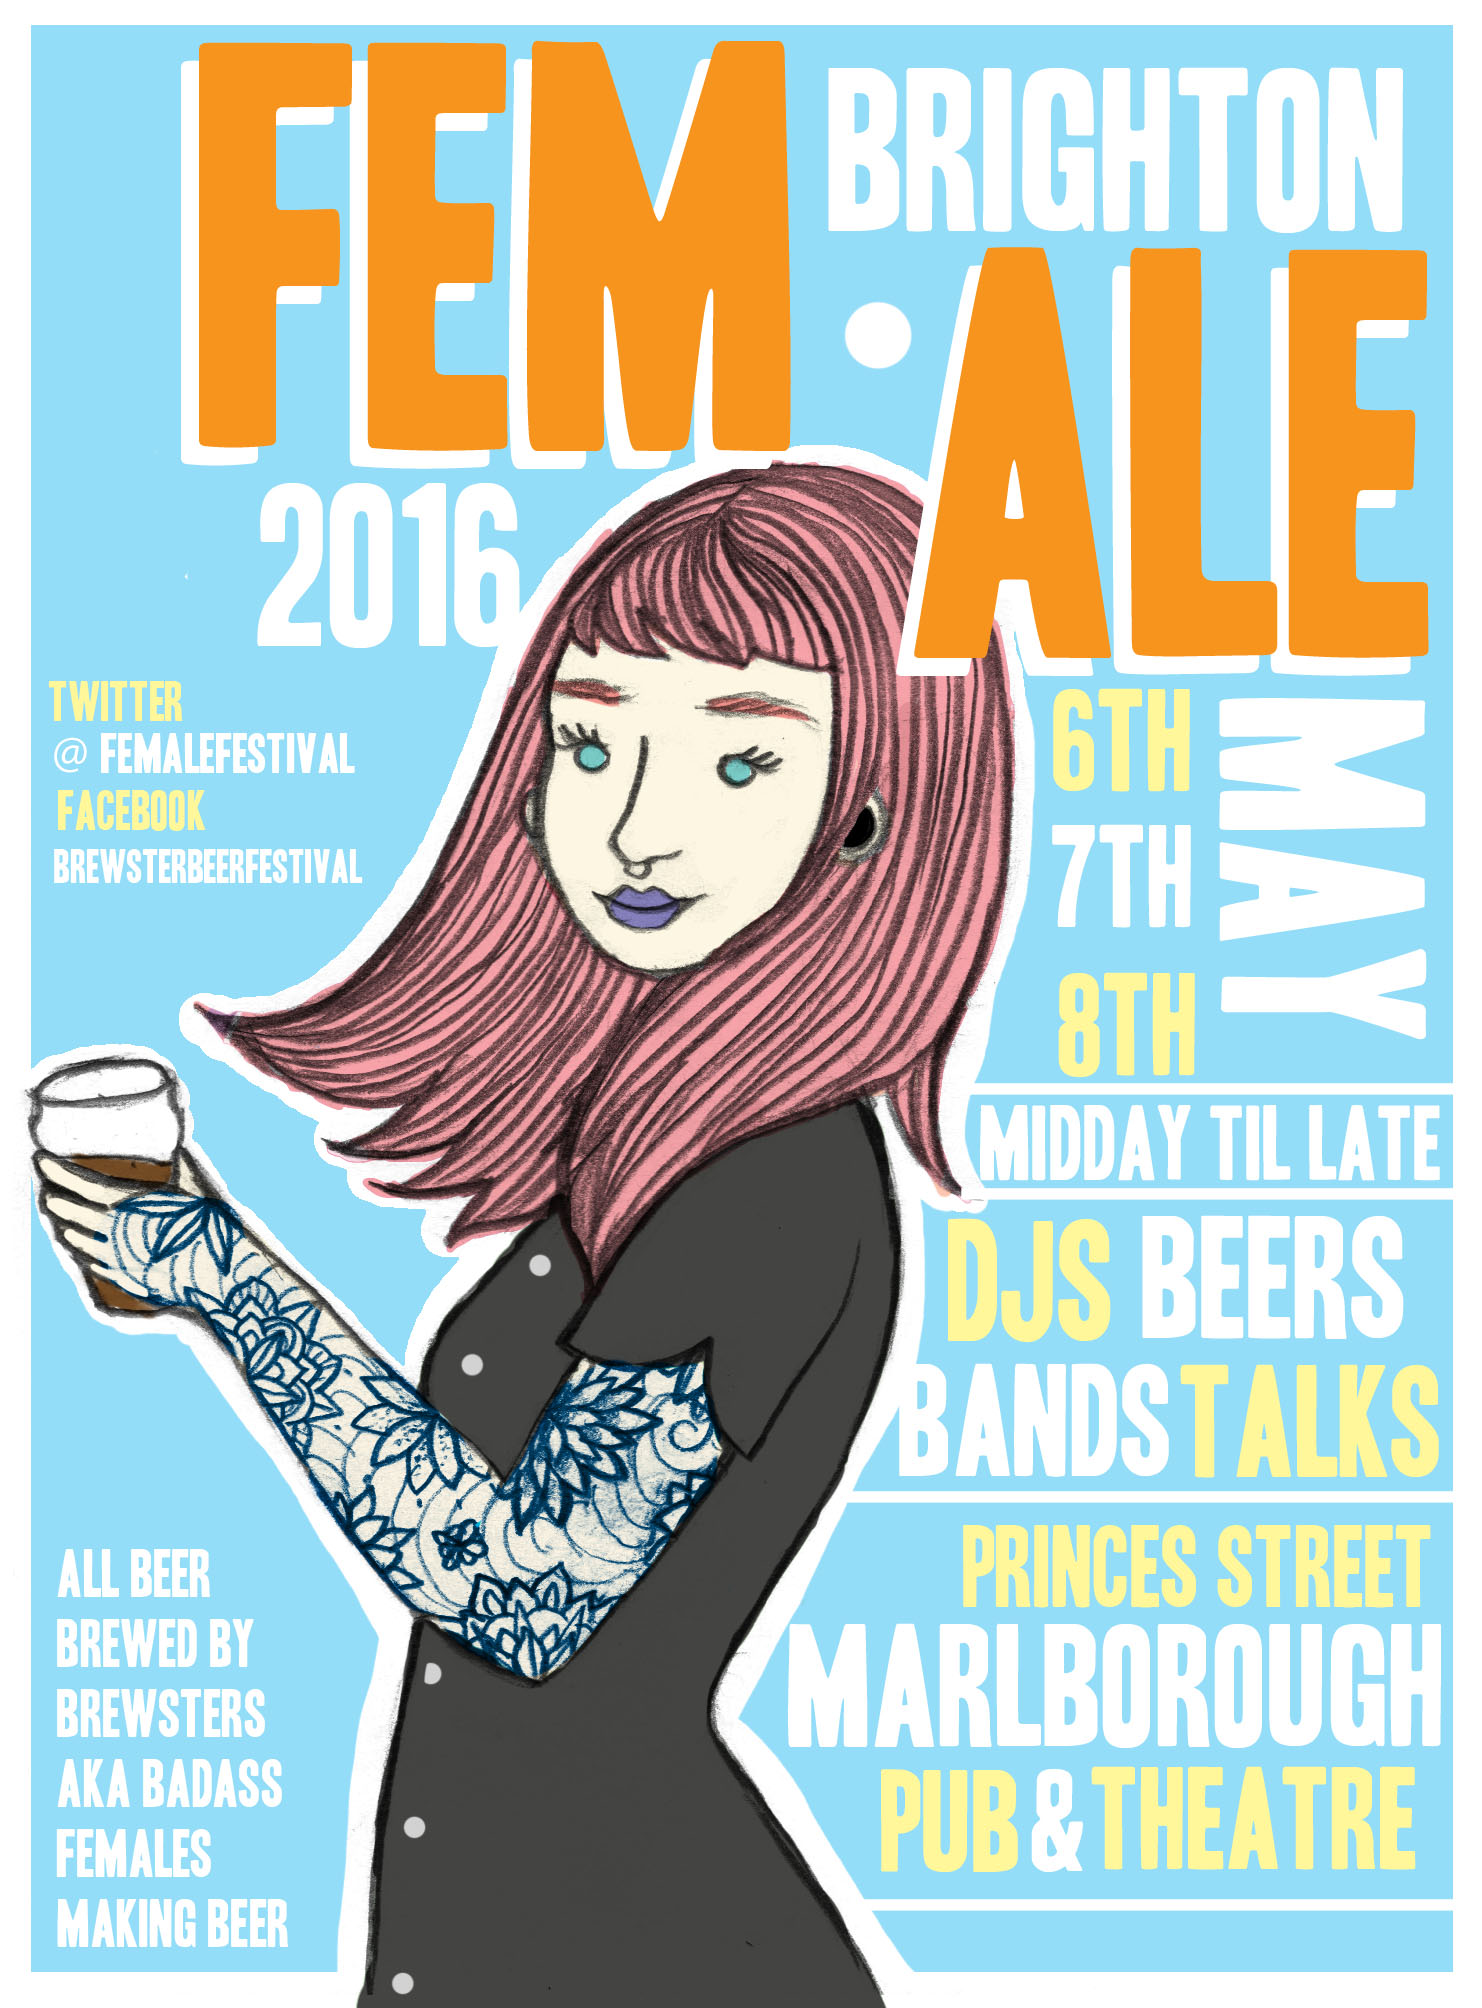 FEM
BRIGHTON
• ALE
2016
TWITTER
@ FEMALEFESTIVAL
FACEBOOK
BREWSTERBEERFESTIVAL
6TH
7TH
8TH
MAY
MIDDAY TIL LATE
DJS BEERS
BANDS TALKS
PRINCES STREET
MARLBOROUGH
PUB & THEATRE
ALL BEER
BREWED BY
BREWSTERS
AKA BADASS
FEMALES
MAKING BEER